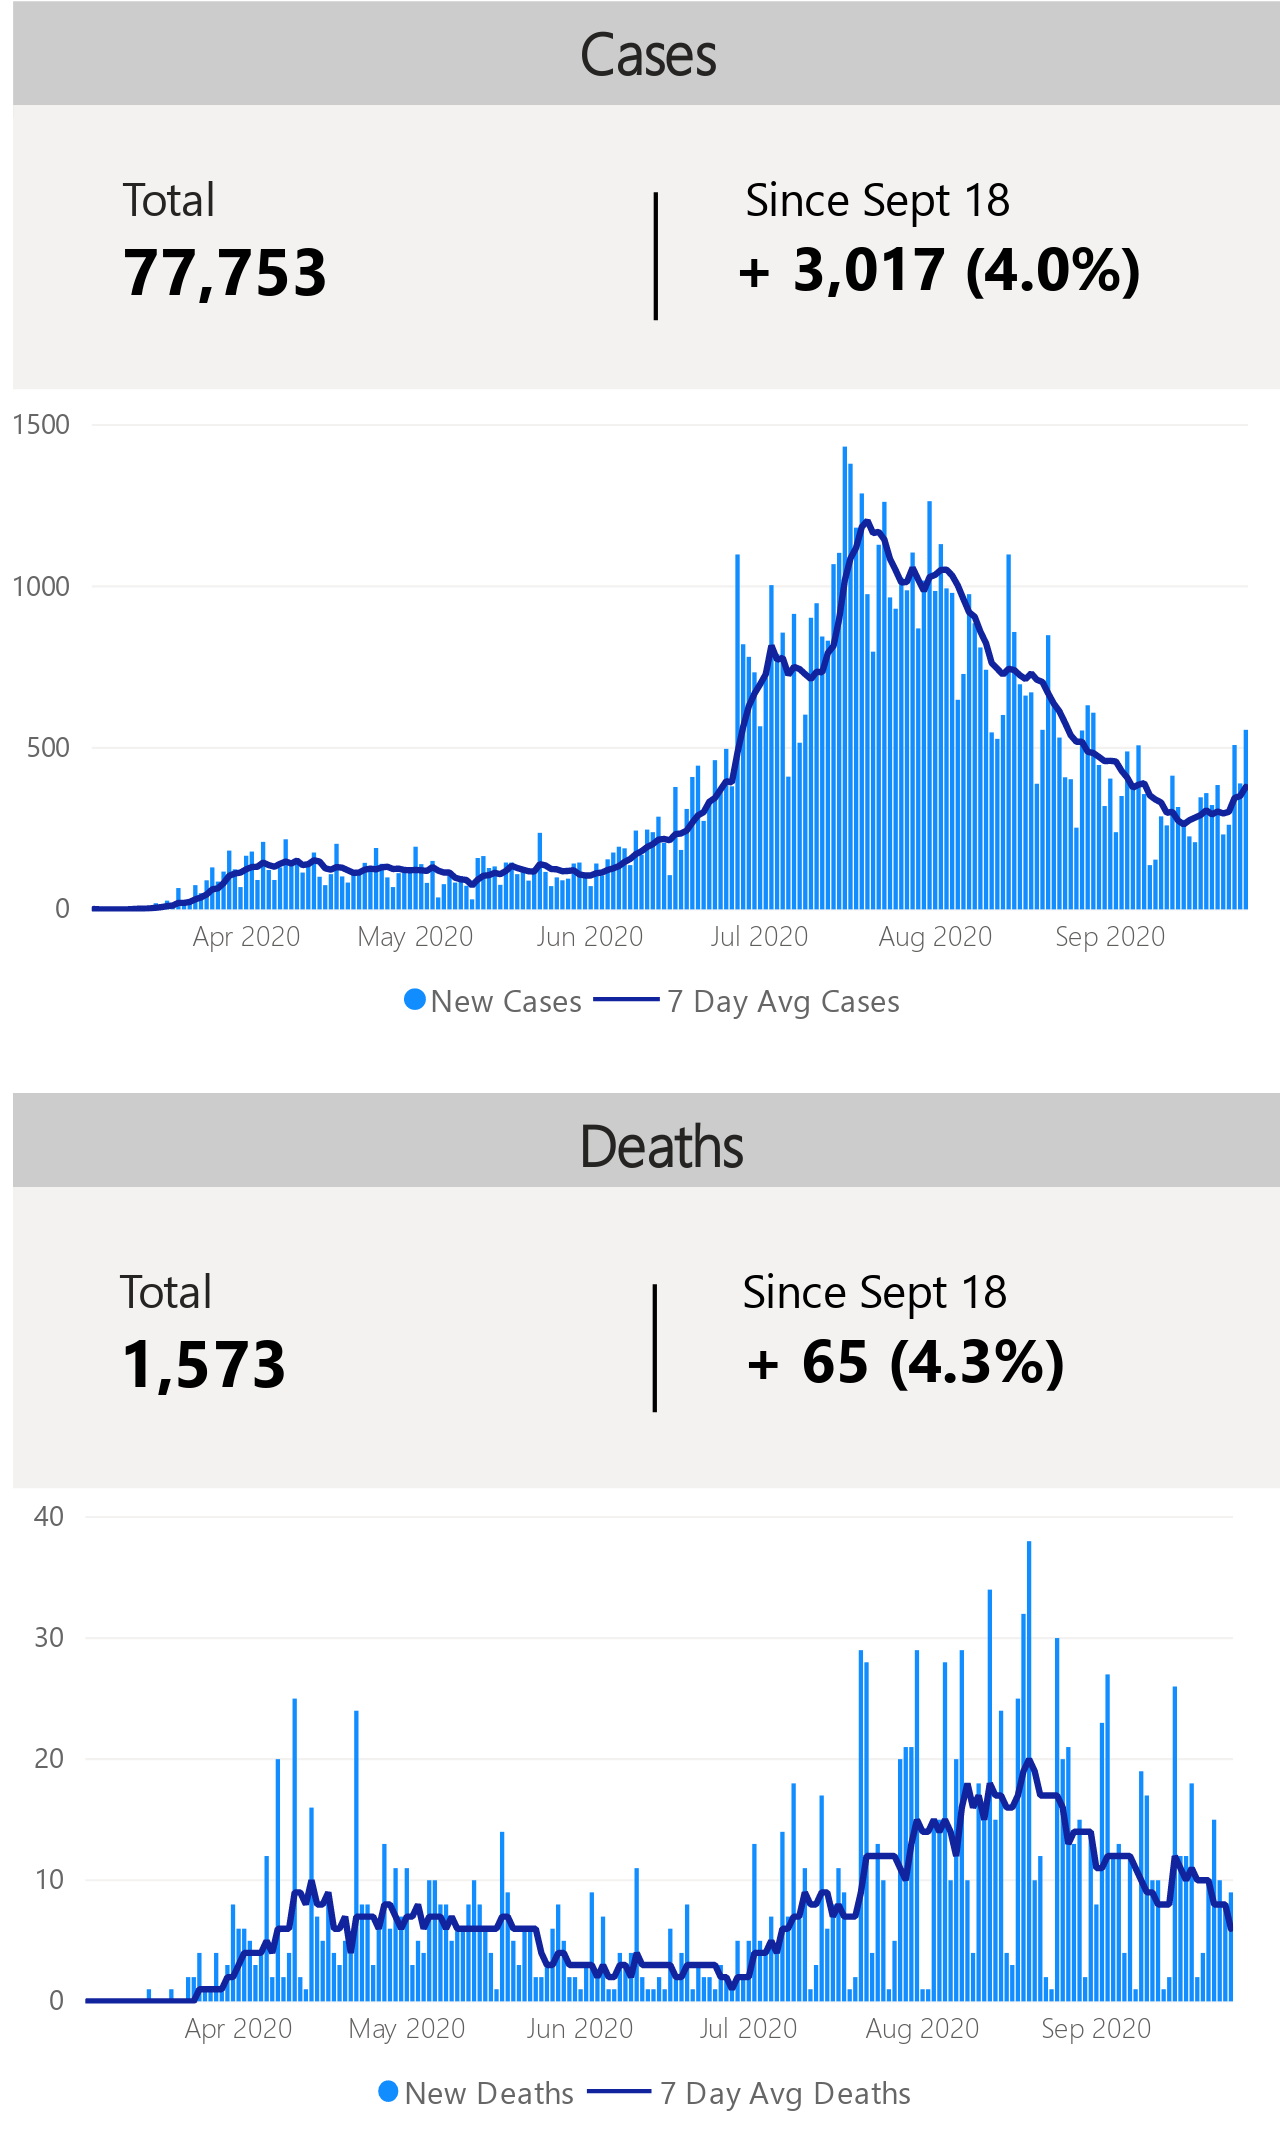 Cases
Total
Since Sept 18
77,753
+ 3,017 (4.0%)
1500
1000
500
0
Apr 2020
May 2020
Jun 2020
Jul 2020
Aug 2020
Sep 2020
New Cases
7 Day Avg Cases
Deaths
Total
Since Sept 18
1,573
+ 65 (4.3%)
40
30
20
10
0
Apr 2020
May 2020
Jun 2020
Jul 2020
Aug 2020
Sep 2020
New Deaths
7 Day Avg Deaths